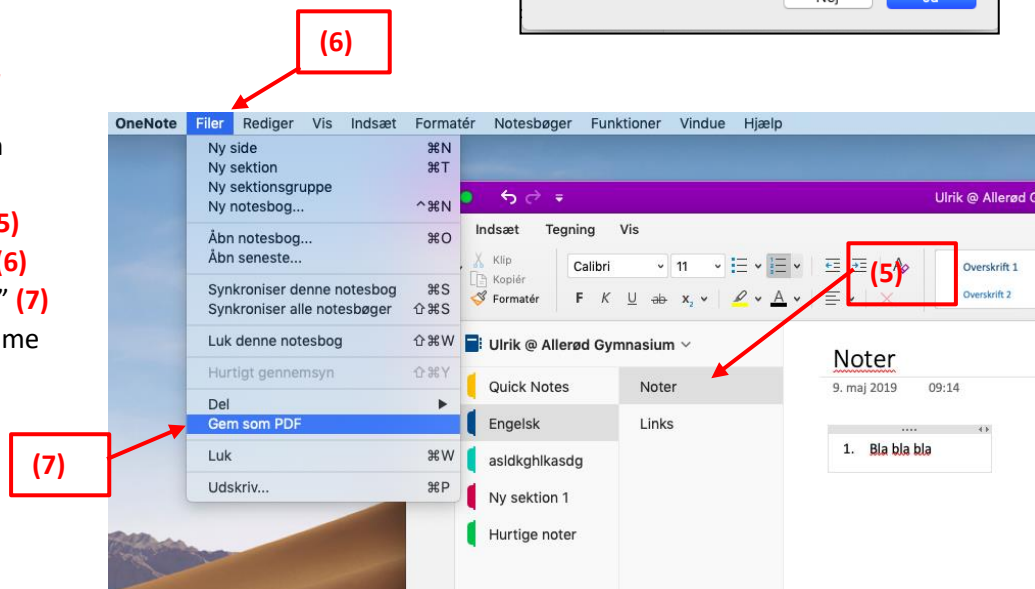 (6)
5)
(6)
” (7)
me
OneNote Filer Rediger Vis Indsæt Formatér Notesbøger Funktioner Vindue Hjælp
Ny side ⌘N
Ny sektion ⌘T
Ny sektionsgruppe
Ny notesbog... ^⌘N
Åbn notesbog... ⌘O
Åbn seneste...
Synkroniser denne notesbog ⌘S
Synkroniser alle notesbøger ⇧⌘S
Luk denne notesbog ⇧⌘W
Hurtigt gennemsyn ⇧⌘Y
Del
Gem som PDF
Luk ⌘W
Udskriv... ⌘P
(7)
Ulrik @ Allerød
Indsæt Tegning Vis
Klip
Kopiér
Formatér
Calibri 11
F K U ab x₂ A
(5)
Overskrift 1
Overskrift 2
Ulrik @ Allerød Gymnasium
Quick Notes
Engelsk
asldkghlkasdg
Ny sektion 1
Hurtige noter
Noter
Links
Noter
9. maj 2019 09:14
1. Bla bla bla